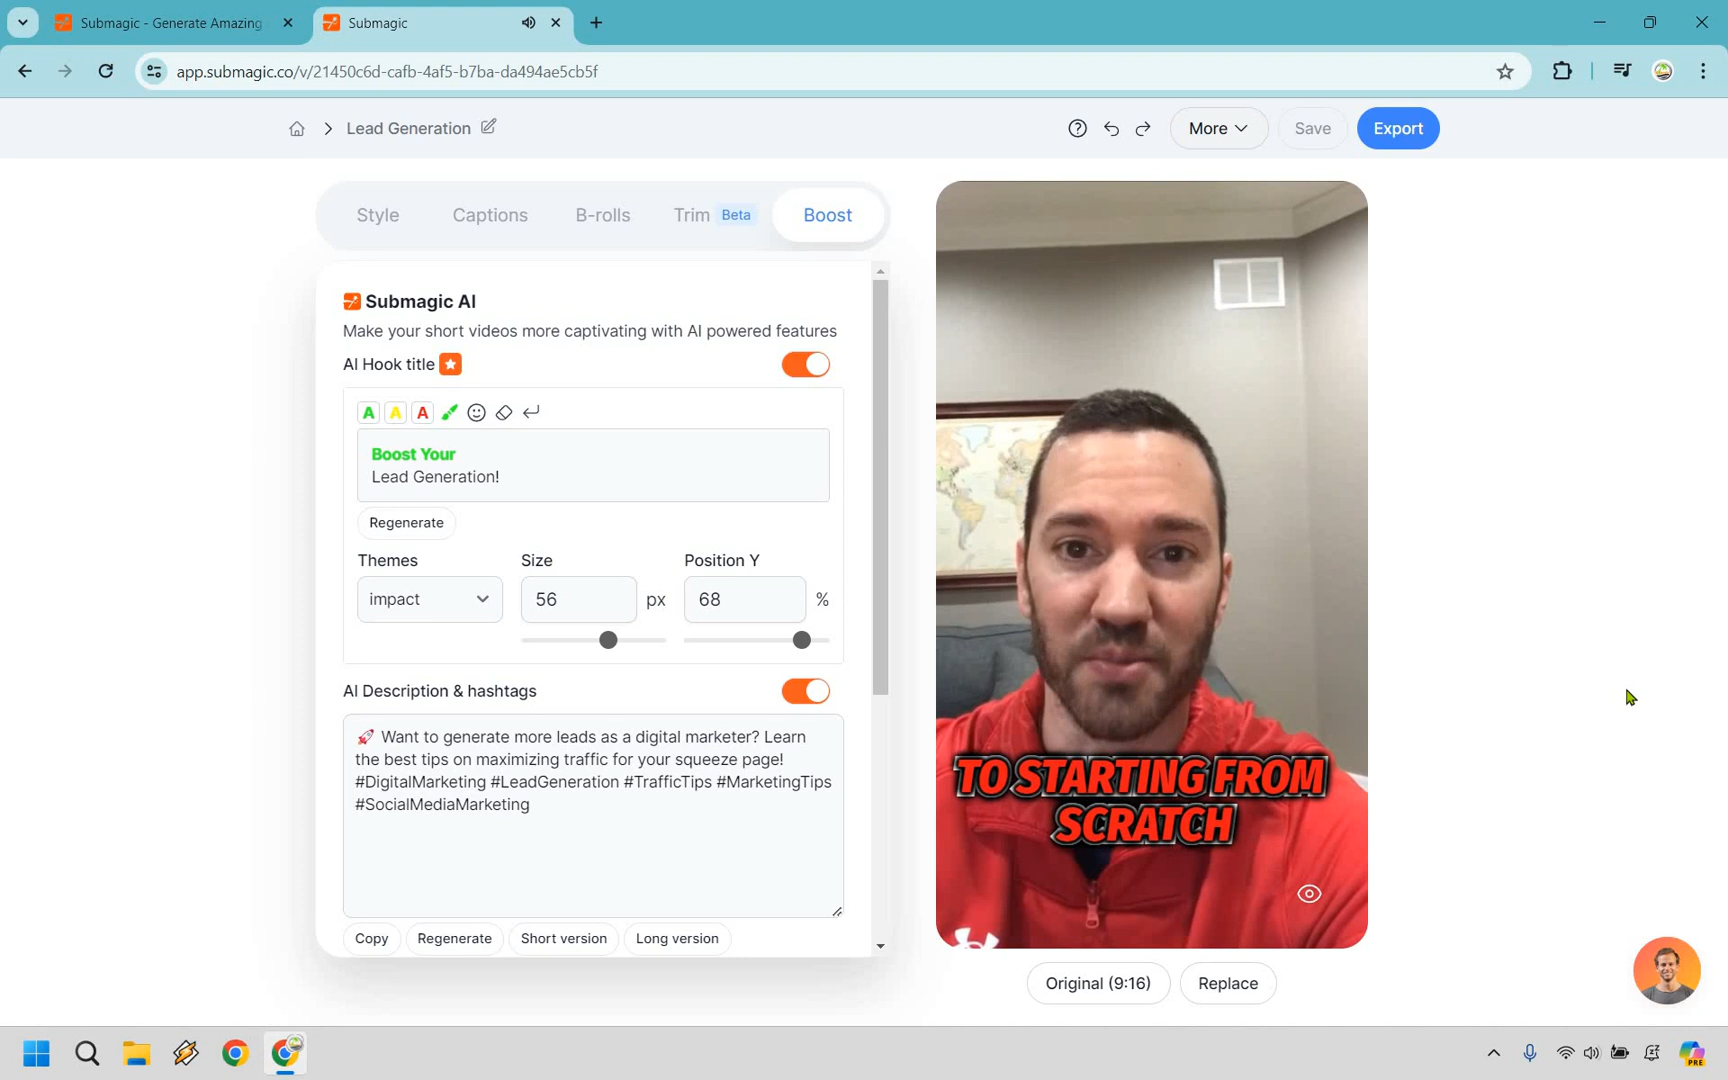 Submagic - Generate Amazing
Submagic
app.submagic.co/v/21450c6d-cafb-4af5-b7ba-da494ae5cb5f
Lead Generation
More
Save
Export
Style
Captions
B-rolls
Trim
Beta
Boost
Submagic AI
Make your short videos more captivating with AI powered features
AI Hook title
A A A
Boost Your
Lead Generation!
Regenerate
Themes
Size
Position Y
impact
56
px
68
%
AI Description & hashtags
🚀 Want to generate more leads as a digital marketer? Learn
the best tips on maximizing traffic for your squeeze page!
#DigitalMarketing #LeadGeneration #TrafficTips #MarketingTips
#SocialMediaMarketing
Copy
Regenerate
Short version
Long version
TO STARTING FROM
SCRATCH
Original (9:16)
Replace
PRE